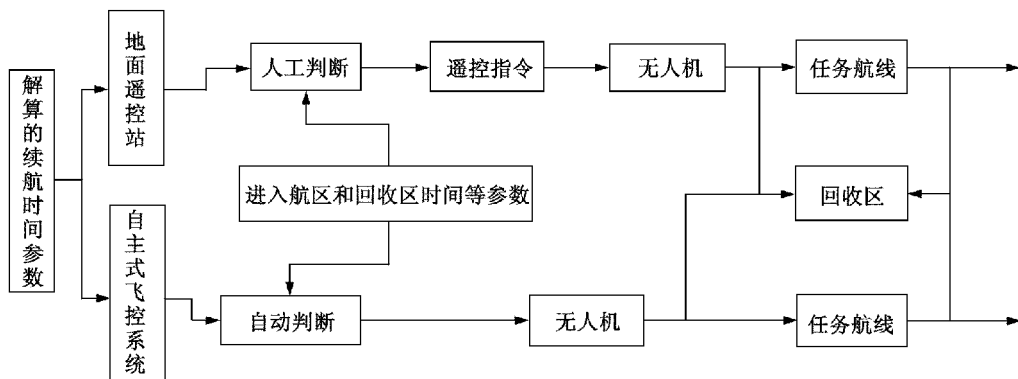 解算的续航时间参数
地面遥控站
人工判断
遥控指令
无人机
任务航线
进入航区和回收区时间等参数
回收区
自主式飞控系统
自动判断
无人机
任务航线